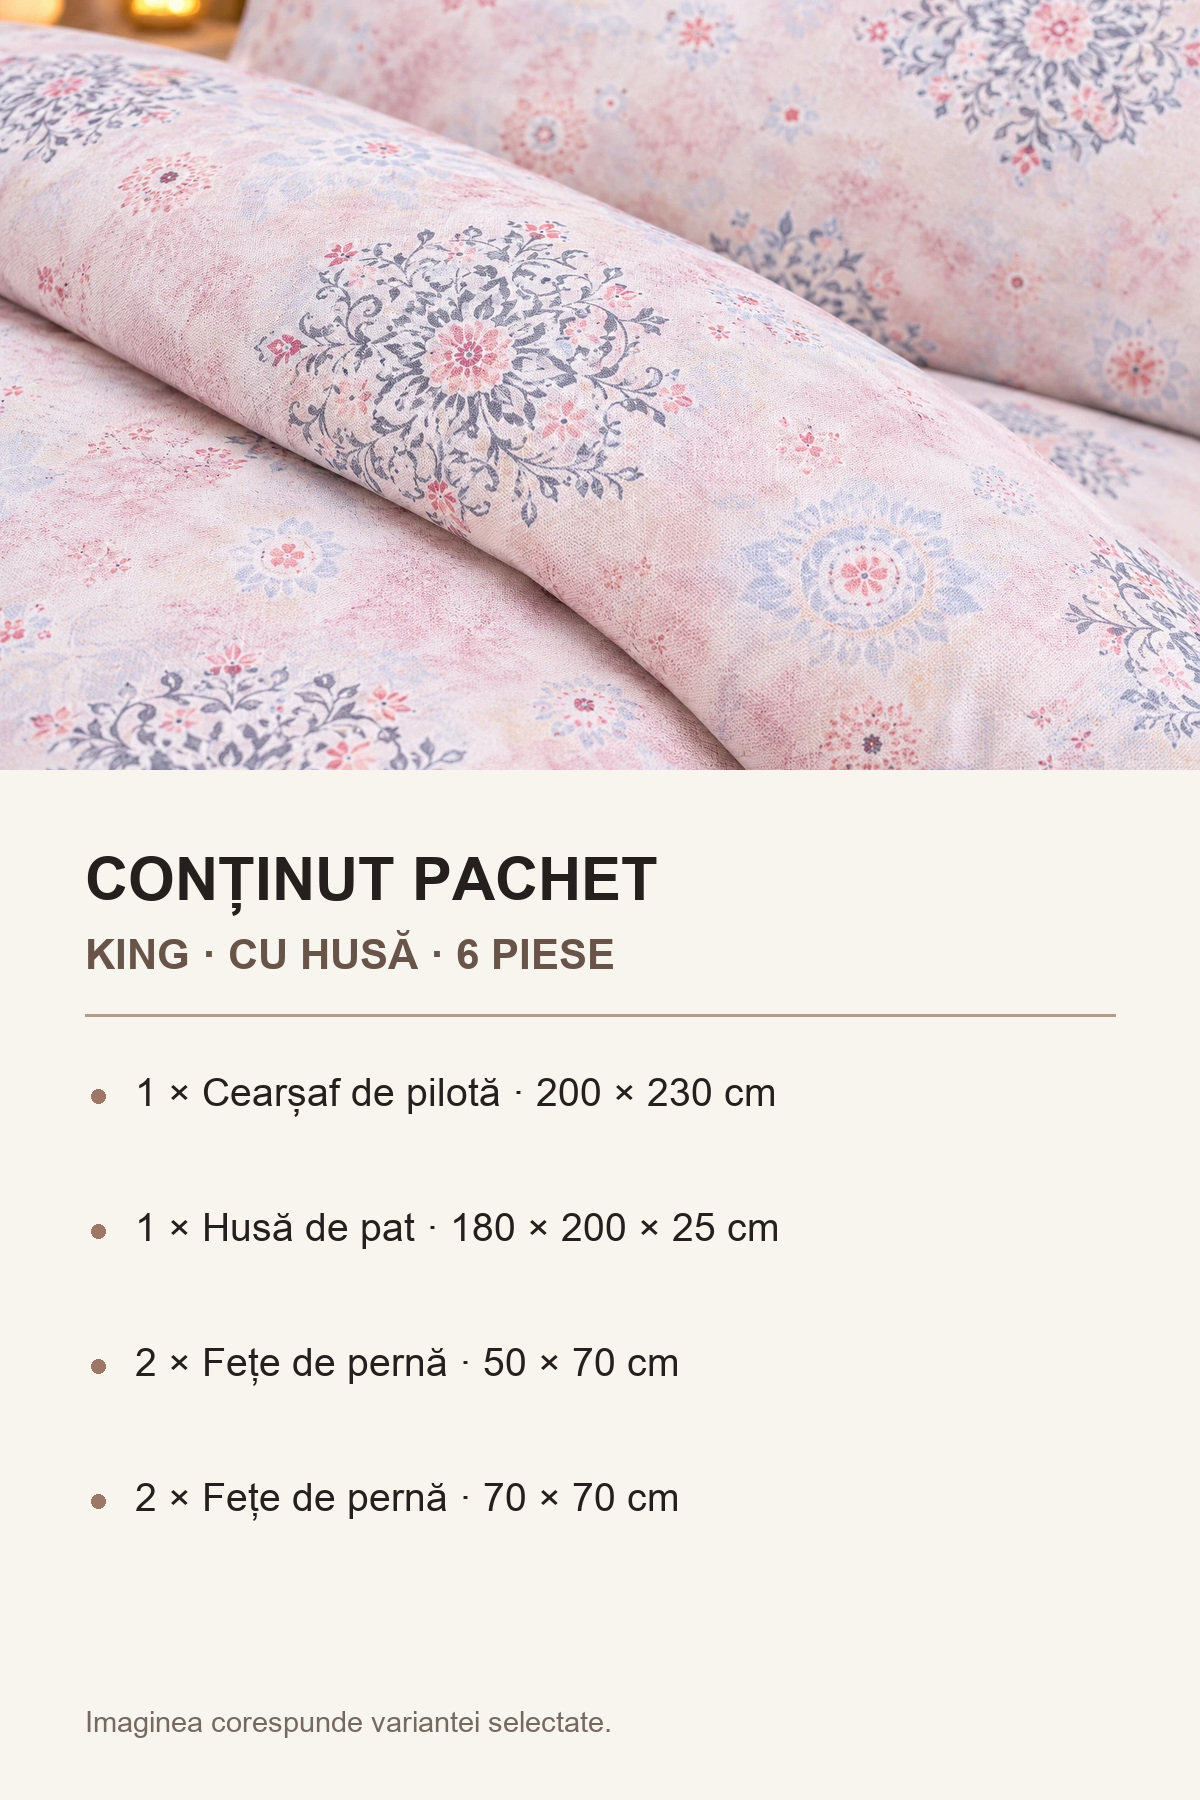 CONȚINUT PACHET
KING · CU HUSĂ · 6 PIESE
1 × Cearșaf de pilotă · 200 × 230 cm
1 × Husă de pat · 180 × 200 × 25 cm
2 × Fețe de pernă · 50 × 70 cm
2 × Fețe de pernă · 70 × 70 cm
Imaginea corespunde variantei selectate.